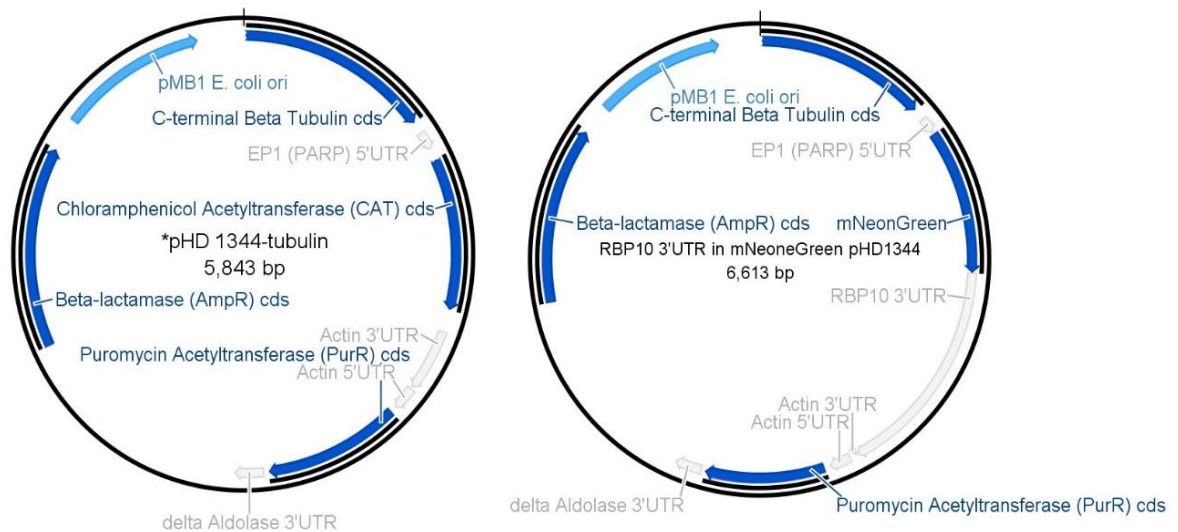 pMB1 E. coli ori
C-terminal Beta Tubulin cds
EP1 (PARP) 5'UTR
Chloramphenicol Acetyltransferase (CAT) cds
*pHD 1344-tubulin
5,843 bp
Beta-lactamase (AmpR) cds
Actin 3'UTR
Puromycin Acetyltransferase (PurR) cds
Actin 5'UTR
delta Aldolase 3'UTR
pMB1 E. coli ori
C-terminal Beta Tubulin cds
EP1 (PARP) 5'UTR
Beta-lactamase (AmpR) cds
mNeonGreen
RBP10 3'UTR in mNeoneGreen pHD1344
6,613 bp
RBP10 3'UTR
Actin 3'UTR
Actin 5'UTR
delta Aldolase 3'UTR
Puromycin Acetyltransferase (PurR) cds